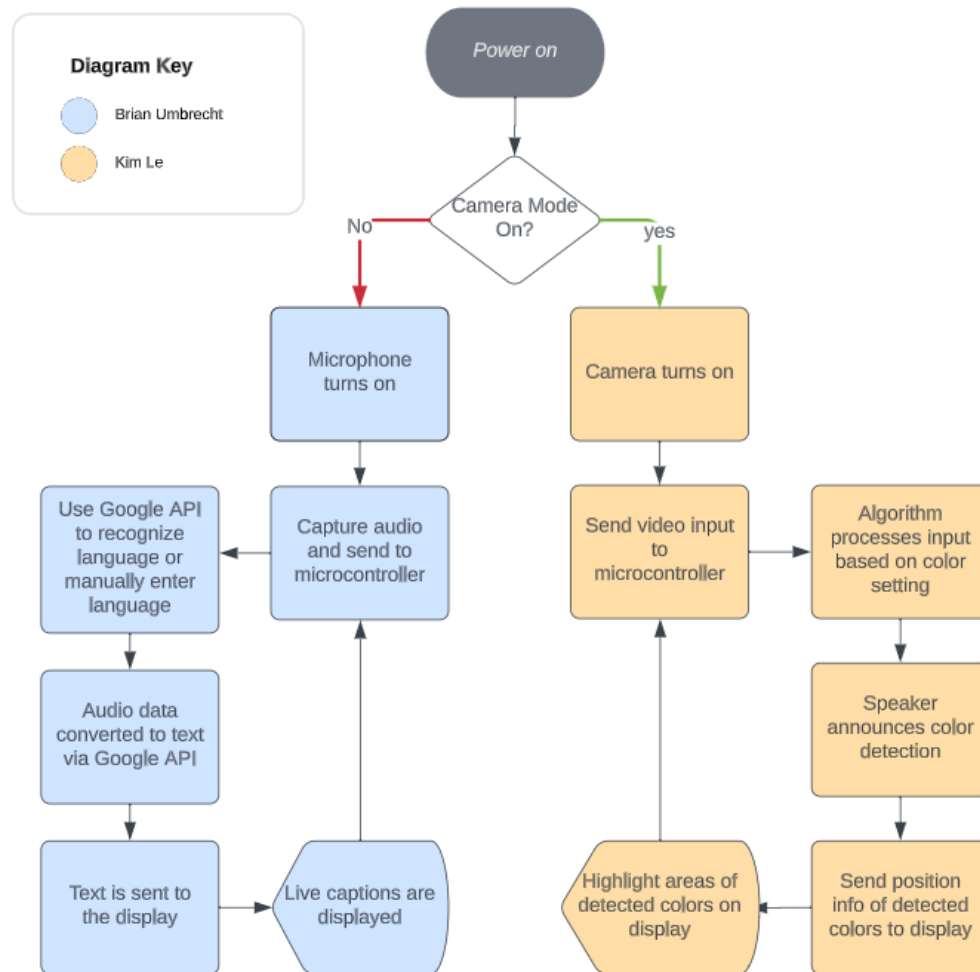 Diagram Key
Brian Umbrecht
Kim Le
Power on
Camera Mode
On?
No
yes
Microphone
turns on
Camera turns on
Use Google API
to recognize
language or
manually enter
language
Capture audio
and send to
microcontroller
Send video input
to
microcontroller
Algorithm
processes input
based on color
setting
Audio data
converted to text
via Google API
Speaker
announces color
detection
Text is sent to
the display
Live captions are
displayed
Highlight areas of
detected colors on
display
Send position
info of detected
colors to display